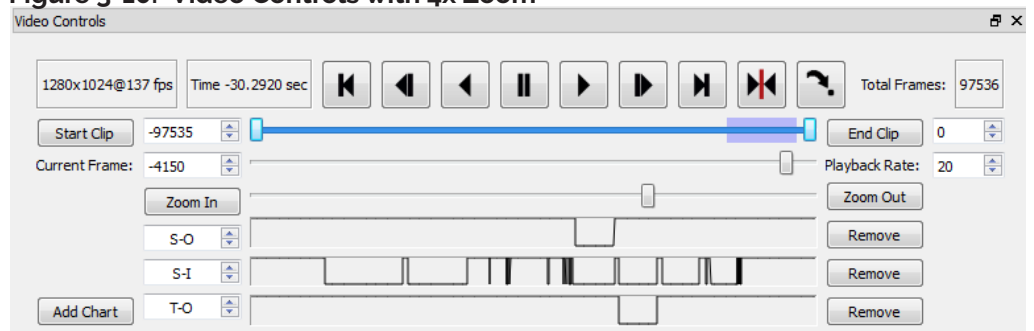 Figure 3-10. Video Controls with 4x Zoom
Video Controls
1280x1024@137 fps Time -30.2920 sec Total Frames: 97536
Start Clip -97535 End Clip 0
Current Frame: -4150 Playback Rate: 20
Zoom In Zoom Out
S-O Remove
S-I Remove
Add Chart T-O Remove